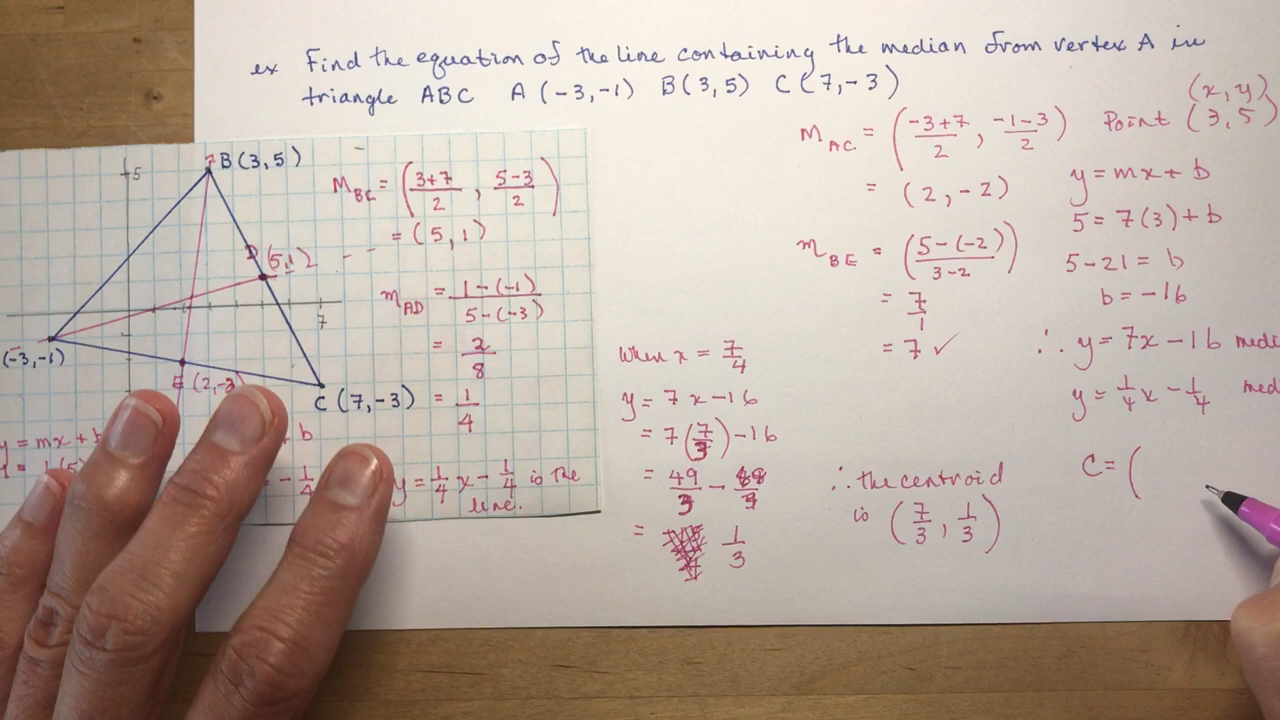 ex Find the equation of the line containing the median from vertex A in
triangle ABC A (-3,-1) B(3,5) C(7,-3)
5
B(3,5)
D(5,1)
7
(-3,-1)
E(2,-2)
C(7,-3)
M_BC = ((3+7)/2, (5-3)/2)
= (5,1)
m_AD = (1-(-1))/(5-(-3))
= 2/8
= 1/4
y = mx + b
+ b
= -1/4
y = 1/4 x - 1/4 is the
line.
when x = 7/4
y = 7x-16
= 7(7/3)-16
= 49/3 - 48/3
= 1/3
M_AC = ((-3+7)/2, (-1-3)/2)
= (2,-2)
m_BE = ((5-(-2))/(3-2))
= 7/1
= 7 ✓
∴ the centroid
is (7/3, 1/3)
(x, y)
Point (3,5)
y = mx + b
5 = 7(3) + b
5-21 = b
b = -16
∴ y = 7x-16 medi
y = 1/4 x - 1/4 med
C = (